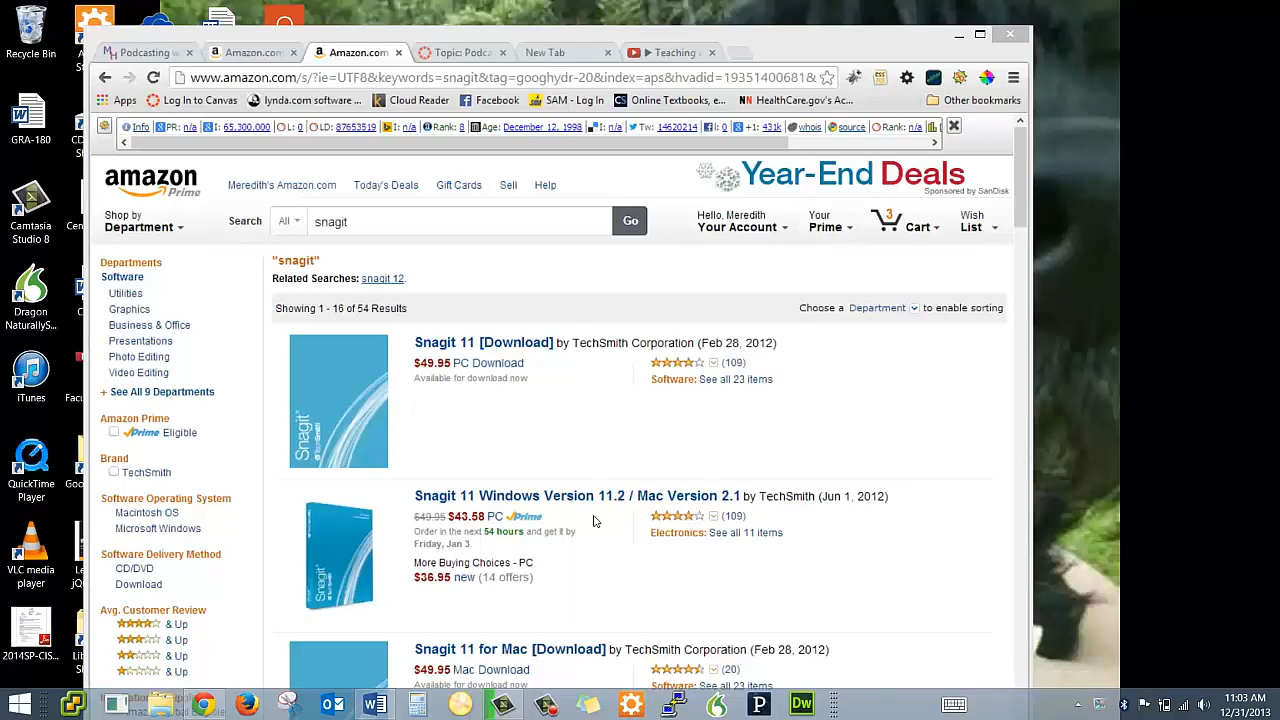 Recycle Bin
GRA-180
Camtasia Studio 8
Dragon NaturallyS...
iTunes
QuickTime Player
VLC media player
2014SP-CIS...
Podcasting w
Amazon.com
Amazon.com
Topic: Podca
New Tab
Teaching
www.amazon.com/s/?ie=UTF8&keywords=snagit&tag=googhydr-20&index=aps&hvadid=19351400681&
Apps Log In to Canvas lynda.com software ... Cloud Reader Facebook SAM - Log In Online Textbooks, e... HealthCare.gov's Ac... Other bookmarks
Info PR: n/a I: 65,300,000 L: 0 LD: 87653519 I: n/a Rank: 8 Age: December 12, 1998 I: n/a Tw: 14620214 I: 0 +1: 431k whois source Rank: n/a
amazon Prime
Meredith's Amazon.com Today's Deals Gift Cards Sell Help
Year-End Deals
Sponsored by SanDisk
Shop by Department
Search All snagit Go
Hello, Meredith Your Account
Your Prime
3 Cart
Wish List
Departments
Software
Utilities
Graphics
Business & Office
Presentations
Photo Editing
Video Editing
+ See All 9 Departments
Amazon Prime
Prime Eligible
Brand
TechSmith
Software Operating System
Macintosh OS
Microsoft Windows
Software Delivery Method
CD/DVD
Download
Avg. Customer Review
& Up
& Up
& Up
& Up
"snagit"
Related Searches: snagit 12.
Showing 1 - 16 of 54 Results
Choose a Department to enable sorting
Snagit
TechSmith
Snagit 11 [Download] by TechSmith Corporation (Feb 28, 2012)
$49.95 PC Download
Available for download now
(109)
Software: See all 23 items
Snagit 11 Windows Version 11.2 / Mac Version 2.1 by TechSmith (Jun 1, 2012)
$49.95 $43.58 PC Prime
Order in the next 54 hours and get it by
Friday, Jan 3.
More Buying Choices - PC
$36.95 new (14 offers)
(109)
Electronics: See all 11 items
Snagit 11 for Mac [Download] by TechSmith Corporation (Feb 28, 2012)
$49.95 Mac Download
Available for download now
(20)
Software: See all 23 items
11:03 AM
12/31/2013